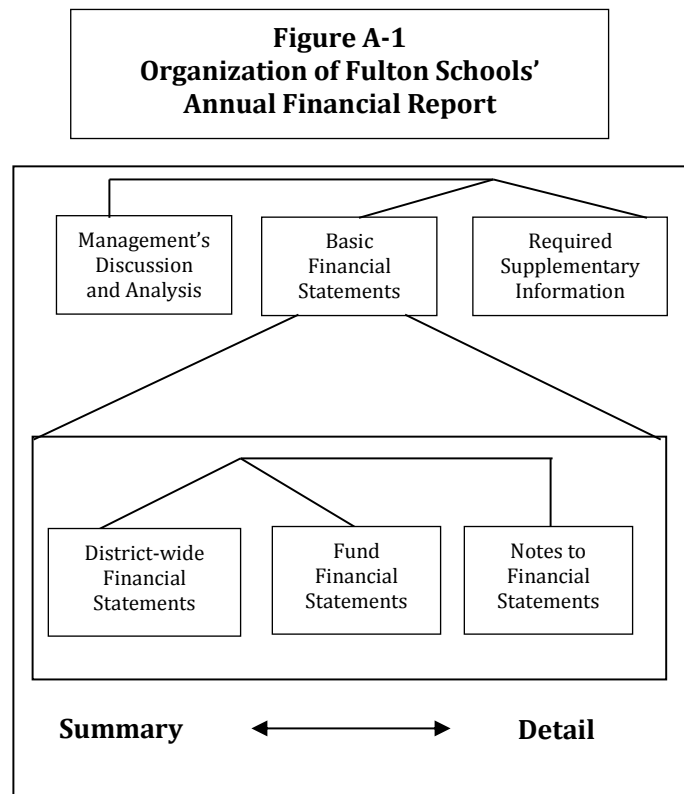 Figure A-1
Organization of Fulton Schools’
Annual Financial Report
Management’s
Discussion
and Analysis
Basic
Financial
Statements
Required
Supplementary
Information
District-wide
Financial
Statements
Fund
Financial
Statements
Notes to
Financial
Statements
Summary
Detail